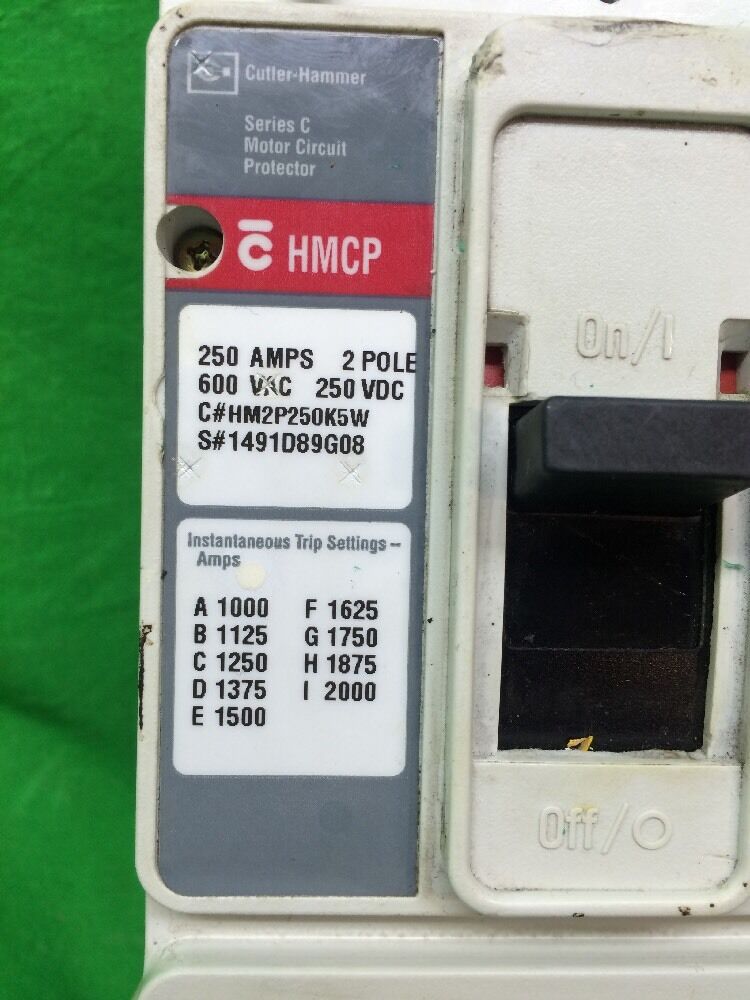 Cutler-Hammer
Series C
Motor Circuit
Protector
C HMCP
250 AMPS 2 POLE
600 VAC 250 VDC
C#HM2P250K5W
S#1491D89G08
Instantaneous Trip Settings –
Amps
A 1000 F 1625
B 1125 G 1750
C 1250 H 1875
D 1375 I 2000
E 1500
On/I
Off/O